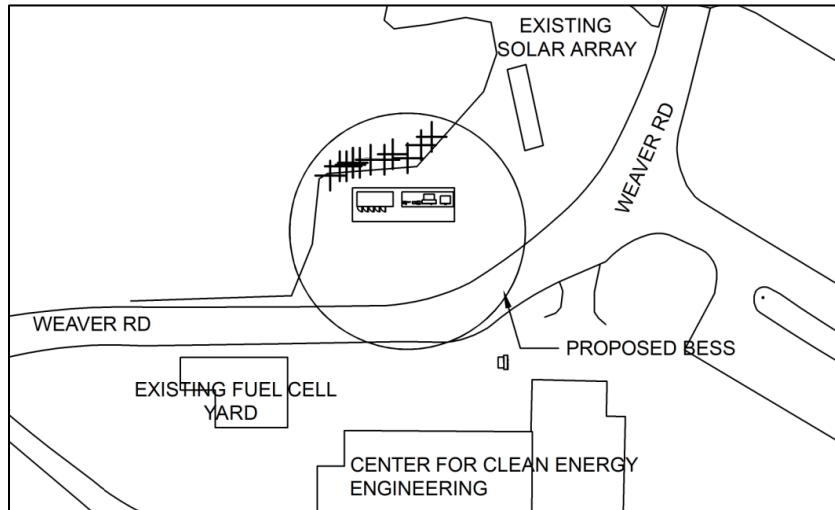 EXISTING
SOLAR ARRAY
WEAVER RD
WEAVER RD
PROPOSED BESS
EXISTING FUEL CELL
YARD
CENTER FOR CLEAN ENERGY
ENGINEERING